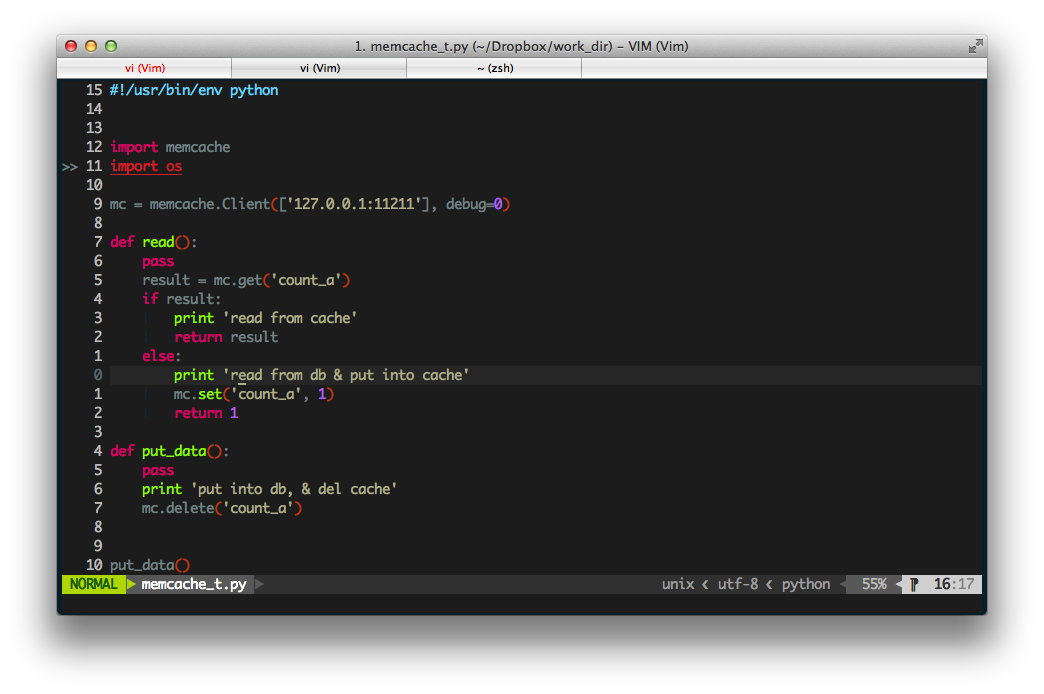 1. memcache_t.py (~/Dropbox/work_dir) – VIM (Vim)
vi (Vim) vi (Vim) ~ (zsh)
15 #!/usr/bin/env python
14
13
12 import memcache
>> 11 import os
10
9 mc = memcache.Client(['127.0.0.1:11211'], debug=0)
8
7 def read():
6     pass
5     result = mc.get('count_a')
4     if result:
3         print 'read from cache'
2         return result
1     else:
0         print 'read from db & put into cache'
1         mc.set('count_a', 1)
2         return 1
3
4 def put_data():
5     pass
6     print 'put into db, & del cache'
7     mc.delete('count_a')
8
9
10 put_data()
NORMAL memcache_t.py unix utf-8 python 55% 16:17